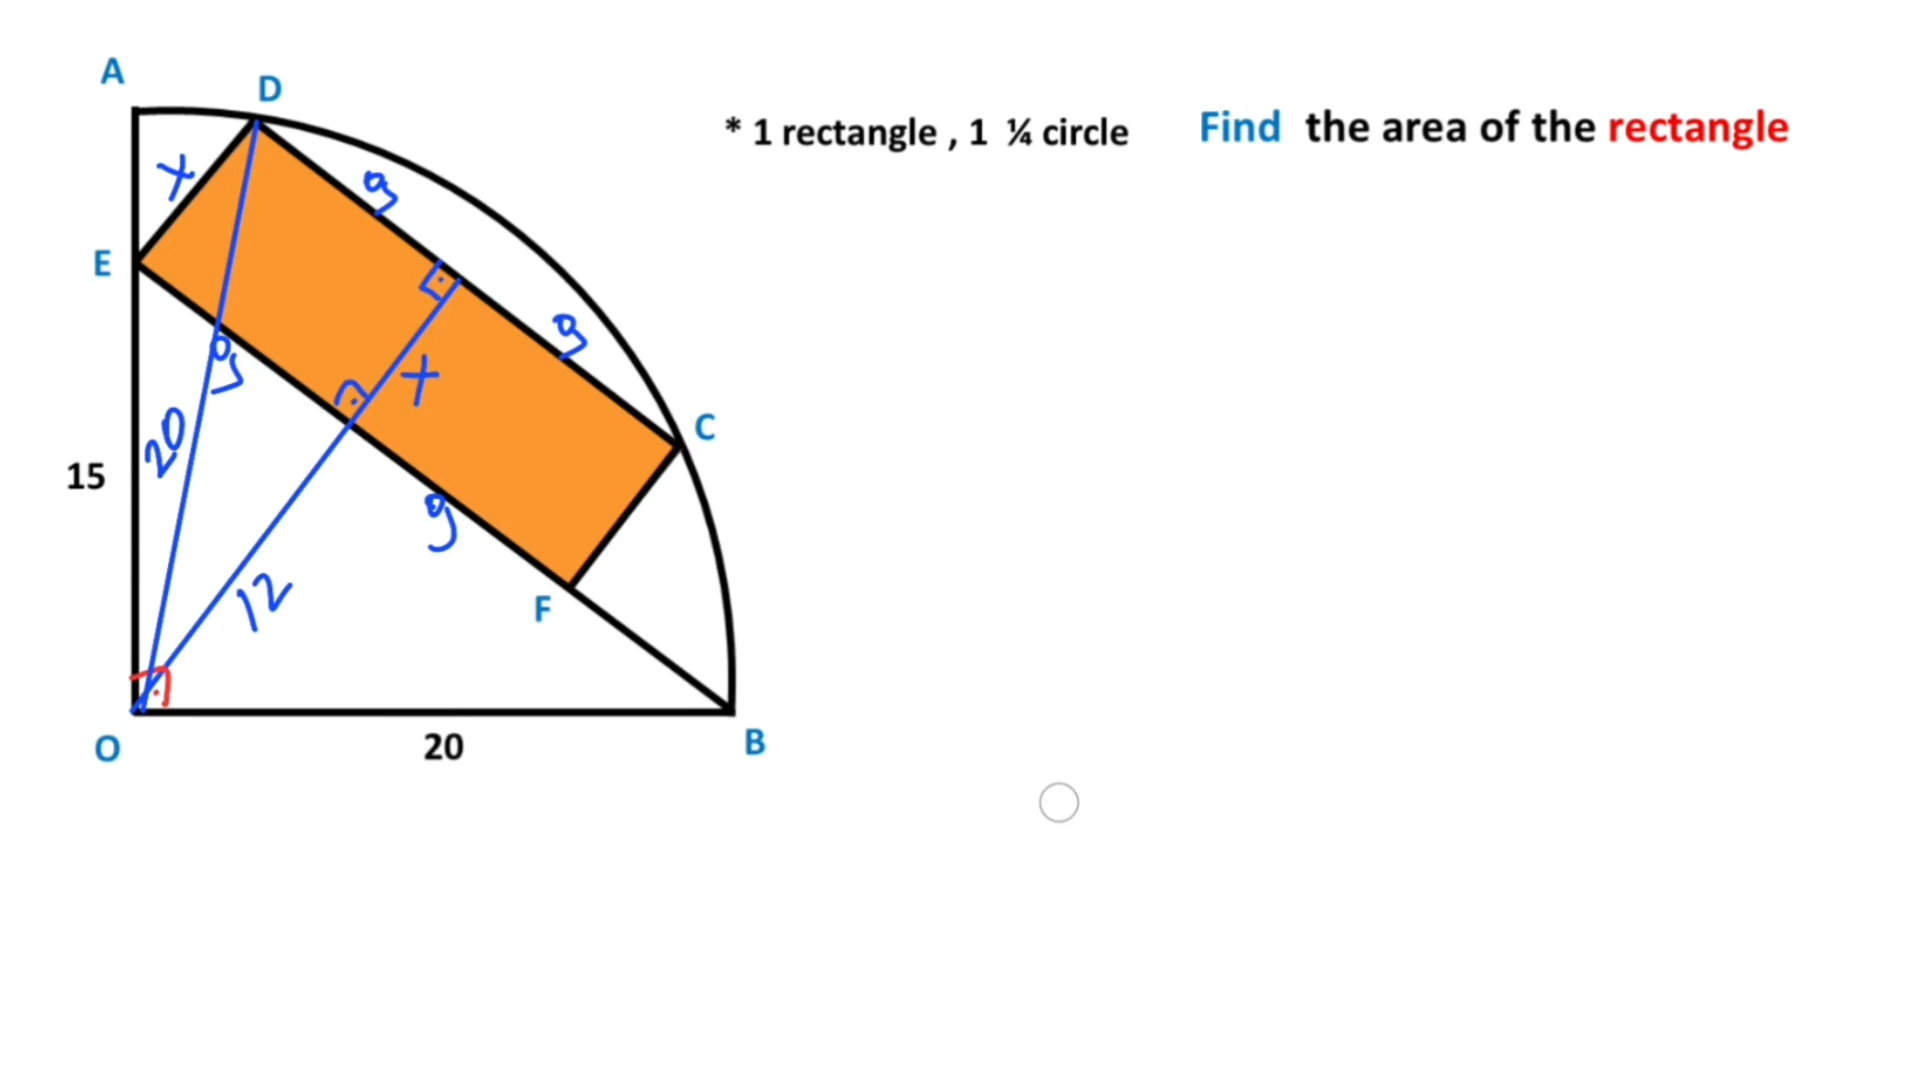 A
D
* 1 rectangle , 1 ¼ circle Find the area of the rectangle
x
9
E
9
x
9
C
20
15
9
12
F
O
20
B